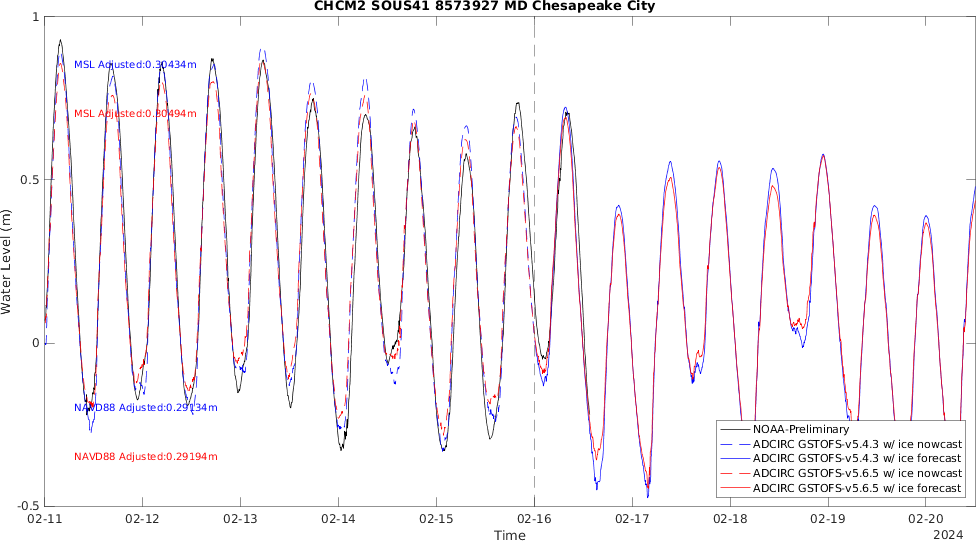 CHCM2 SOUS41 8573927 MD Chesapeake City
1
MSL Adjusted:0.30434m
MSL Adjusted:0.30494m
0.5
Water Level (m)
0
NAVD88 Adjusted:0.29134m
NAVD88 Adjusted:0.29194m
-0.5
NOAA-Preliminary
ADCIRC GSTOFS-v5.4.3 w/ ice nowcast
ADCIRC GSTOFS-v5.4.3 w/ ice forecast
ADCIRC GSTOFS-v5.6.5 w/ ice nowcast
ADCIRC GSTOFS-v5.6.5 w/ ice forecast
02-11 02-12 02-13 02-14 02-15 02-16 02-17 02-18 02-19 02-20
Time
2024